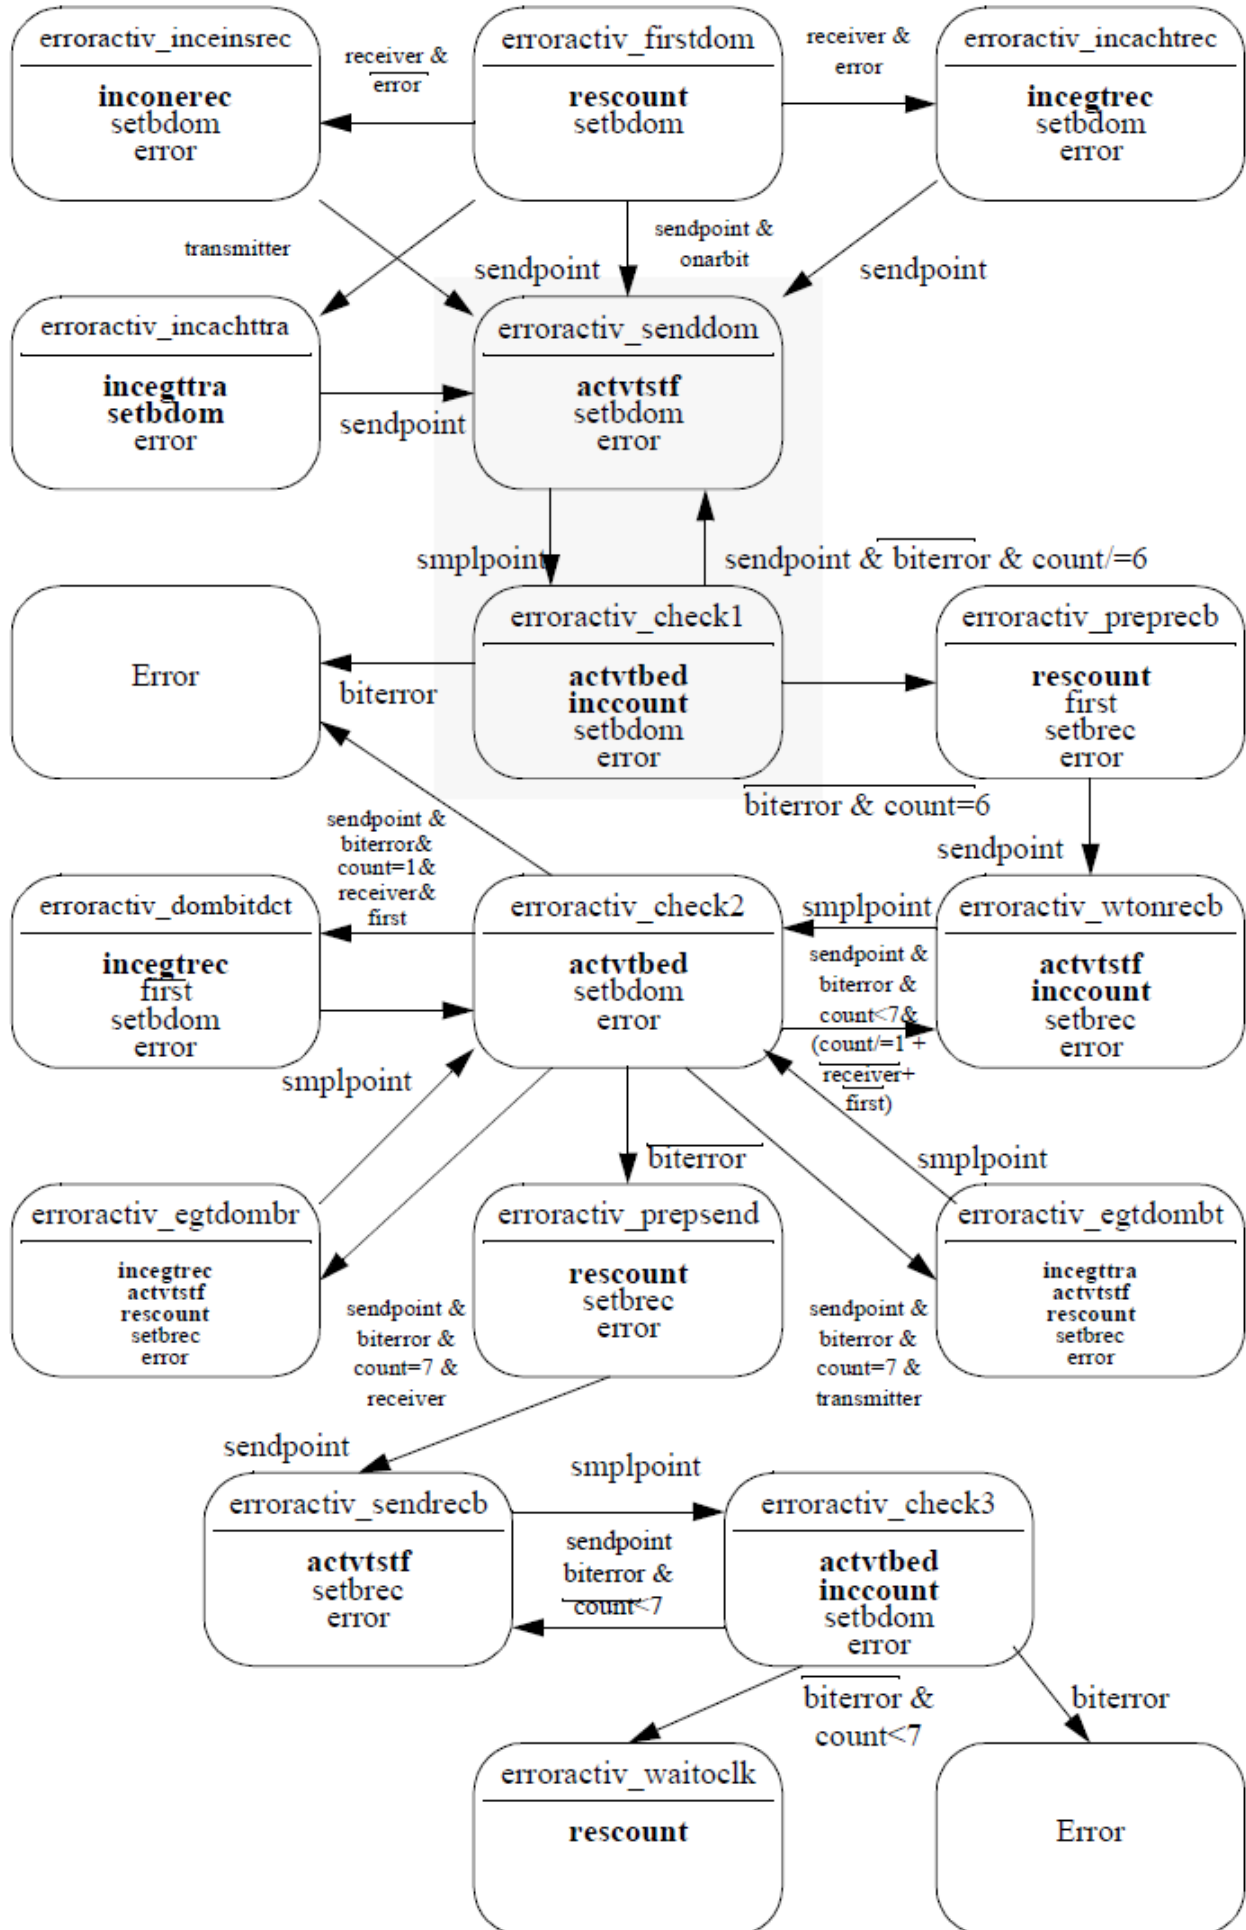 erroractiv_inceinsrec
inconerec
setbdom
error
receiver &
error
erroractiv_firstdom
rescount
setbdom
receiver &
error
erroractiv_incachtrec
incegtrec
setbdom
error
transmitter
sendpoint
sendpoint &
onarbit
sendpoint
erroractiv_incachttra
incegttra
setbdom
error
sendpoint
erroractiv_senddom
actvtstf
setbdom
error
smplpoint
sendpoint & biterror & count/=6
Error
biterror
erroractiv_check1
actvtbed
inccount
setbdom
error
erroractiv_preprecb
rescount
first
setbrec
error
biterror & count=6
sendpoint
sendpoint &
biterror&
count=1&
receiver&
first
erroractiv_dombitdct
incegtrec
first
setbdom
error
smplpoint
erroractiv_check2
actvtbed
setbdom
error
smplpoint
sendpoint &
biterror &
count<7&
(count/=1 +
receiver+
first)
erroractiv_wtonrecb
actvtstf
inccount
setbrec
error
biterror
smplpoint
erroractiv_egtdombr
incegtrec
actvtstf
rescount
setbrec
error
sendpoint &
biterror &
count=7 &
receiver
erroractiv_prepsend
rescount
setbrec
error
sendpoint &
biterror &
count=7 &
transmitter
erroractiv_egtdombt
incegttra
actvtstf
rescount
setbrec
error
sendpoint
erroractiv_sendrecb
actvtstf
setbrec
error
smplpoint
sendpoint
biterror &
count<7
erroractiv_check3
actvtbed
inccount
setbdom
error
biterror &
count<7
biterror
erroractiv_waitoclk
rescount
Error